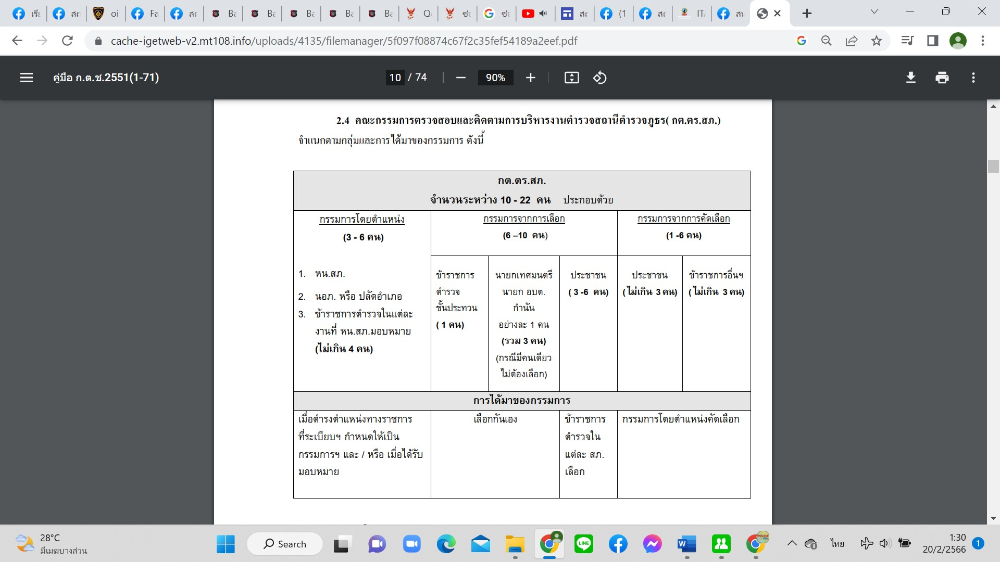 เรีย
สถ
oi
Fa
สถ
Ba
Ba
Ba
Ba
Ba
Q
ช่อ
ช่อ
สถ
(1
สถ
IT
สน
cache-igetweb-v2.mt108.info/uploads/4135/filemanager/5f097f08874c67f2c35fef54189a2eef.pdf
คู่มือ ก.ต.ช.2551(1-71)
10 / 74
90%
2.4 คณะกรรมการตรวจสอบและติดตามการบริหารงานตำรวจสถานีตำรวจภูธร( กต.ตร.สภ.)
จำแนกตามกลุ่มและการได้มาของกรรมการ ดังนี้
กต.ตร.สภ.
จำนวนระหว่าง 10 - 22 คน ประกอบด้วย
กรรมการโดยตำแหน่ง
(3 - 6 คน)
1. หน.สภ.
2. นอภ. หรือ ปลัดอำเภอ
3. ข้าราชการตำรวจในแต่ละ
งานที่ หน.สภ.มอบหมาย
(ไม่เกิน 4 คน)
กรรมการจากการเลือก
(6 –10 คน)
ข้าราชการ
ตำรวจ
ชั้นประทวน
( 1 คน)
นายกเทศมนตรี
นายก อบต.
กำนัน
อย่างละ 1 คน
(รวม 3 คน)
(กรณีมีคนเดียว
ไม่ต้องเลือก)
ประชาชน
( 3 -6 คน)
กรรมการจากการคัดเลือก
(1 -6 คน)
ประชาชน
( ไม่เกิน 3 คน)
ข้าราชการอื่นฯ
( ไม่เกิน 3 คน)
การได้มาของกรรมการ
เมื่อดำรงตำแหน่งทางราชการ
ที่ระเบียบฯ กำหนดให้เป็น
กรรมการฯ และ / หรือ เมื่อได้รับ
มอบหมาย
เลือกกันเอง
ข้าราชการ
ตำรวจใน
แต่ละ สภ.
เลือก
กรรมการโดยตำแหน่งคัดเลือก
28°C
มีเมฆบางส่วน
Search
LINE
ไทย
1:30
20/2/2566
1